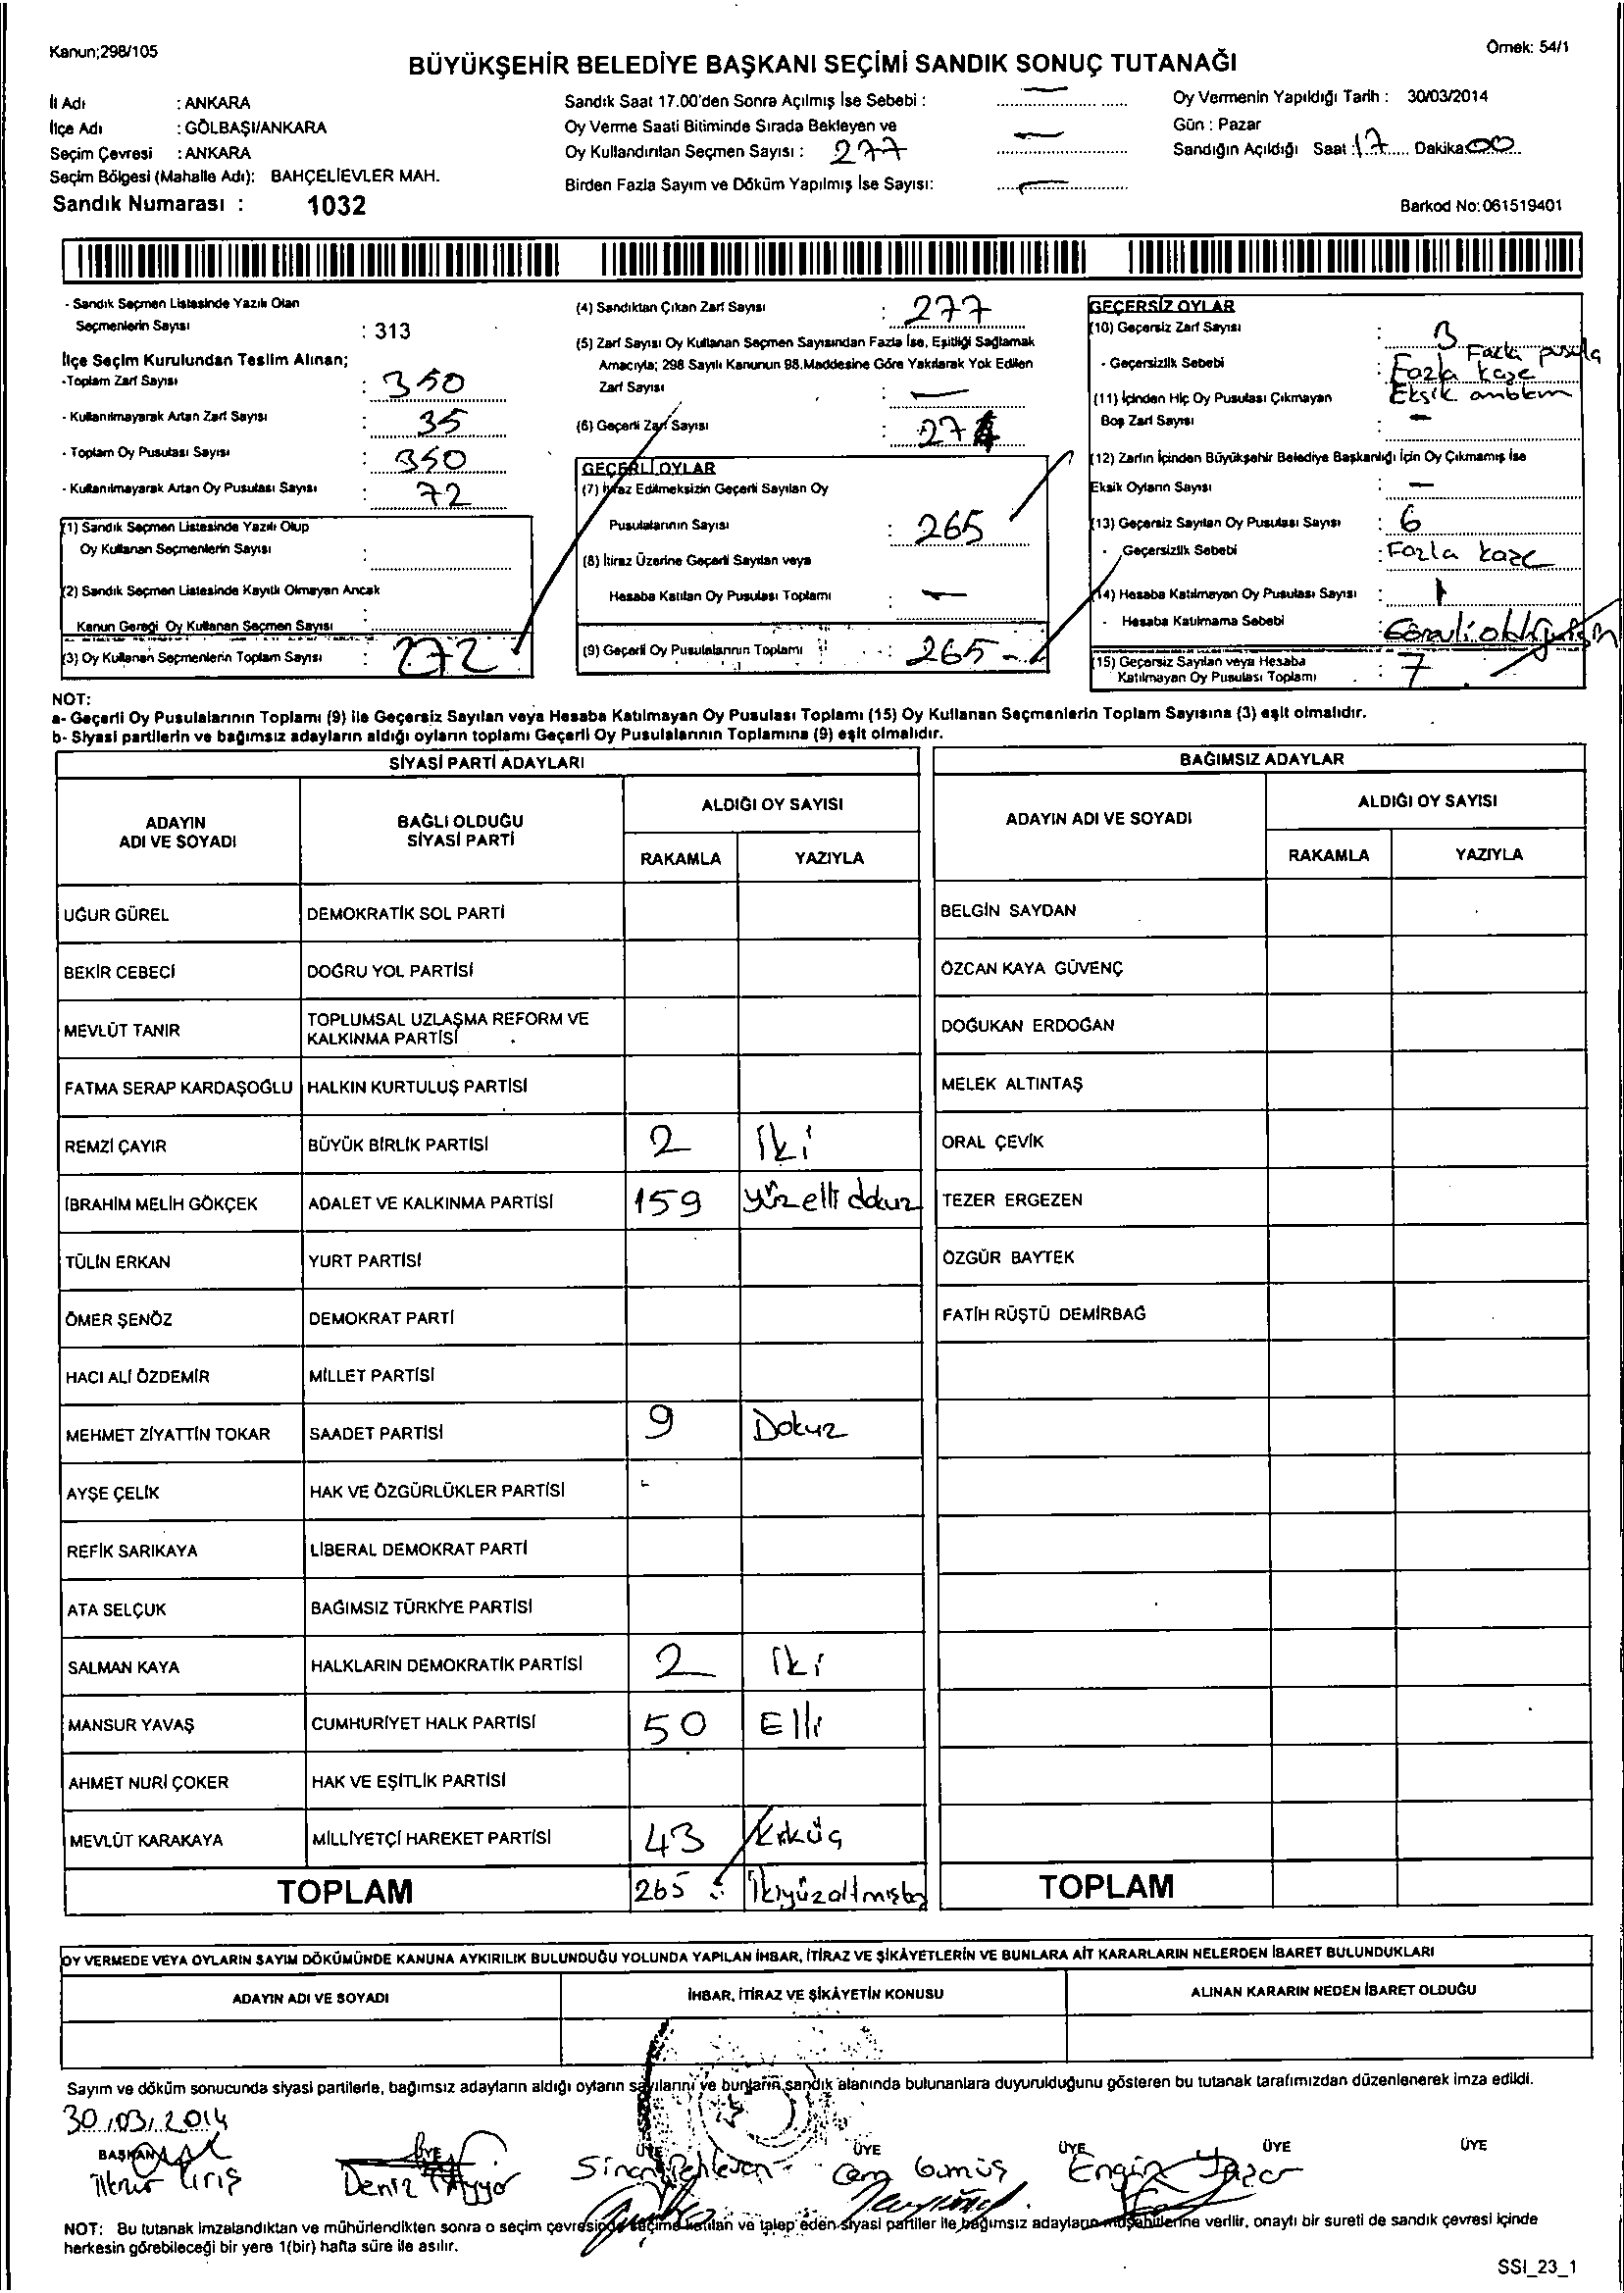 Kanun;298/105
Örnek: 54/1
BÜYÜKŞEHİR BELEDİYE BAŞKANI SEÇİMİ SANDIK SONUÇ TUTANAĞI
İl Adı : ANKARA
İlçe Adı : GÖLBAŞI/ANKARA
Seçim Çevresi : ANKARA
Seçim Bölgesi (Mahalle Adı): BAHÇELİEVLER MAH.
Sandık Numarası : 1032
Sandık Saat 17.00'den Sonra Açılmış İse Sebebi : —
Oy Verme Saati Bitiminde Sırada Bekleyen ve —
Oy Kullandırılan Seçmen Sayısı : 277
Birden Fazla Sayım ve Döküm Yapılmış İse Sayısı: —
Oy Vermenin Yapıldığı Tarih : 30/03/2014
Gün : Pazar
Sandığın Açıldığı Saat : 17 Dakika 00
Barkod No: 061519401
- Sandık Seçmen Listesinde Yazılı Olan
Seçmenlerin Sayısı : 313
İlçe Seçim Kurulundan Teslim Alınan;
-Toplam Zarf Sayısı : 350
- Kullanılmayarak Artan Zarf Sayısı : 35
- Toplam Oy Pusulası Sayısı : 350
- Kullanılmayarak Artan Oy Pusulası Sayısı : 72
(1) Sandık Seçmen Listesinde Yazılı Olup
Oy Kullanan Seçmenlerin Sayısı :
(2) Sandık Seçmen Listesinde Kayıtlı Olmayan Ancak
Kanun Gereği Oy Kullanan Seçmen Sayısı :
(3) Oy Kullanan Seçmenlerin Toplam Sayısı : 272
(4) Sandıktan Çıkan Zarf Sayısı : 277
(5) Zarf Sayısı Oy Kullanan Seçmen Sayısından Fazla İse, Eşitliği Sağlamak
Amacıyla; 298 Sayılı Kanunun 98.Maddesine Göre Yakılarak Yok Edilen
Zarf Sayısı : —
(6) Geçerli Zarf Sayısı : 274
GEÇERLİ OYLAR
(7) İtiraz Edilmeksizin Geçerli Sayılan Oy
Pusulalarının Sayısı : 265
(8) İtiraz Üzerine Geçerli Sayılan veya
Hesaba Katılan Oy Pusulası Toplamı : —
(9) Geçerli Oy Pusulalarının Toplamı : 265
GEÇERSİZ OYLAR
(10) Geçersiz Zarf Sayısı : 3
Fazla pusula
- Geçersizlik Sebebi : Fazla kaşe
Eksik amblem
(11) İçinden Hiç Oy Pusulası Çıkmayan
Boş Zarf Sayısı : —
(12) Zarfın İçinden Büyükşehir Belediye Başkanlığı İçin Oy Çıkmamış İse
Eksik Oyların Sayısı : —
(13) Geçersiz Sayılan Oy Pusulası Sayısı : 6
- Geçersizlik Sebebi : Fazla kaşe
(14) Hesaba Katılmayan Oy Pusulası Sayısı : 1
- Hesaba Katılmama Sebebi :
(15) Geçersiz Sayılan veya Hesaba
Katılmayan Oy Pusulası Toplamı : 7
NOT:
a- Geçerli Oy Pusulalarının Toplamı (9) ile Geçersiz Sayılan veya Hesaba Katılmayan Oy Pusulası Toplamı (15) Oy Kullanan Seçmenlerin Toplam Sayısına (3) eşit olmalıdır.
b- Siyasi partilerin ve bağımsız adayların aldığı oyların toplamı Geçerli Oy Pusulalarının Toplamına (9) eşit olmalıdır.
SİYASİ PARTİ ADAYLARI
ADAYIN ADI VE SOYADI BAĞLI OLDUĞU SİYASİ PARTİ ALDIĞI OY SAYISI
RAKAMLA YAZIYLA
UĞUR GÜREL DEMOKRATİK SOL PARTİ
BEKİR CEBECİ DOĞRU YOL PARTİSİ
MEVLÜT TANIR TOPLUMSAL UZLAŞMA REFORM VE KALKINMA PARTİSİ
FATMA SERAP KARDAŞOĞLU HALKIN KURTULUŞ PARTİSİ
REMZİ ÇAYIR BÜYÜK BİRLİK PARTİSİ 2 İki
İBRAHİM MELİH GÖKÇEK ADALET VE KALKINMA PARTİSİ 159 yüzelli dokuz
TÜLİN ERKAN YURT PARTİSİ
ÖMER ŞENÖZ DEMOKRAT PARTİ
HACI ALİ ÖZDEMİR MİLLET PARTİSİ
MEHMET ZİYATTİN TOKAR SAADET PARTİSİ 9 Dokuz
AYŞE ÇELİK HAK VE ÖZGÜRLÜKLER PARTİSİ
REFİK SARIKAYA LİBERAL DEMOKRAT PARTİ
ATA SELÇUK BAĞIMSIZ TÜRKİYE PARTİSİ
SALMAN KAYA HALKLARIN DEMOKRATİK PARTİSİ 2 İki
MANSUR YAVAŞ CUMHURİYET HALK PARTİSİ 50 Elli
AHMET NURİ ÇOKER HAK VE EŞİTLİK PARTİSİ
MEVLÜT KARAKAYA MİLLİYETÇİ HAREKET PARTİSİ 43 Kırküç
TOPLAM 265 İkiyüzaltmışbeş
BAĞIMSIZ ADAYLAR
ADAYIN ADI VE SOYADI ALDIĞI OY SAYISI
RAKAMLA YAZIYLA
BELGİN SAYDAN
ÖZCAN KAYA GÜVENÇ
DOĞUKAN ERDOĞAN
MELEK ALTINTAŞ
ORAL ÇEVİK
TEZER ERGEZEN
ÖZGÜR BAYTEK
FATİH RÜŞTÜ DEMİRBAĞ
TOPLAM
OY VERMEDE VEYA OYLARIN SAYIM DÖKÜMÜNDE KANUNA AYKIRILIK BULUNDUĞU YOLUNDA YAPILAN İHBAR, İTİRAZ VE ŞİKÂYETLERİN VE BUNLARA AİT KARARLARIN NELERDEN İBARET BULUNDUKLARI
ADAYIN ADI VE SOYADI İHBAR, İTİRAZ VE ŞİKÂYETİN KONUSU ALINAN KARARIN NEDEN İBARET OLDUĞU
Sayım ve döküm sonucunda siyasi partilerle, bağımsız adayların aldığı oyların sayılarını ve bunların sandık alanında bulunanlara duyurulduğunu gösteren bu tutanak tarafımızdan düzenlenerek imza edildi.
30/03/2014
BAŞKAN ÜYE ÜYE ÜYE ÜYE ÜYE ÜYE
İlknur Kiriş Deniz Sinan Pehlevan Cem Gümüş Engin Yazar
NOT: Bu tutanak imzalandıktan ve mühürlendikten sonra o seçim çevresinde seçime katılan ve talep eden siyasi partiler ile bağımsız adayların müşahitlerine verilir, onaylı bir sureti de sandık çevresi içinde
herkesin görebileceği bir yere 1(bir) hafta süre ile asılır.
SSI_23_1